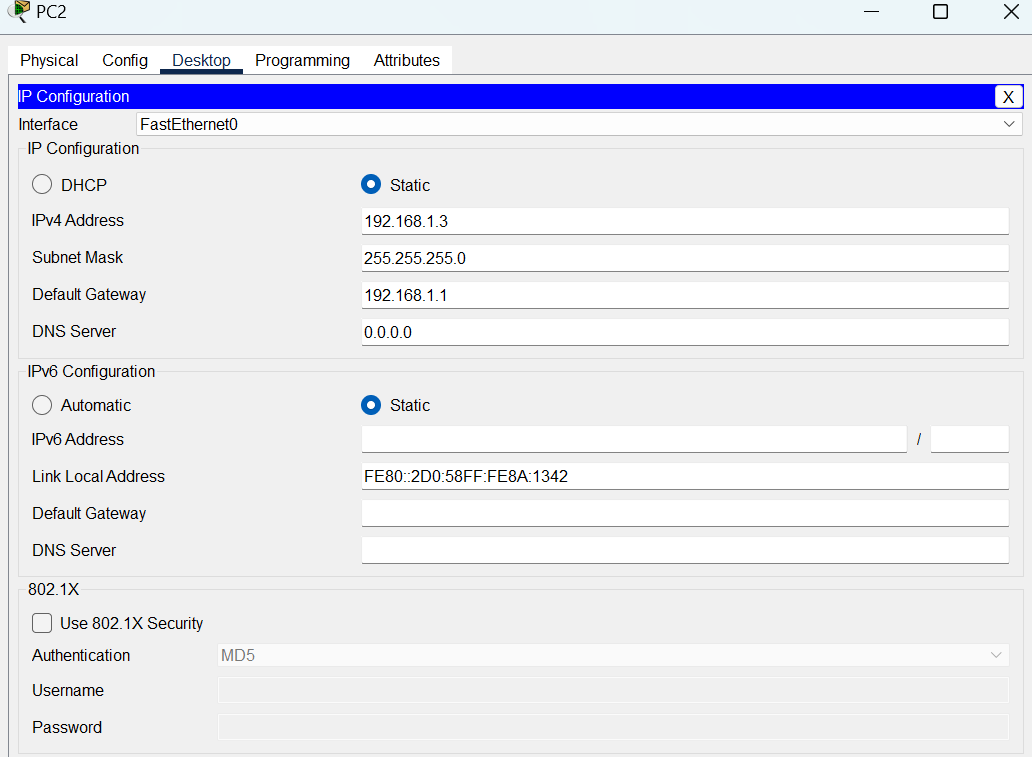 PC2
Physical Config Desktop Programming Attributes
IP Configuration X
Interface FastEthernet0
IP Configuration
DHCP Static
IPv4 Address 192.168.1.3
Subnet Mask 255.255.255.0
Default Gateway 192.168.1.1
DNS Server 0.0.0.0
IPv6 Configuration
Automatic Static
IPv6 Address /
Link Local Address FE80::2D0:58FF:FE8A:1342
Default Gateway
DNS Server
802.1X
Use 802.1X Security
Authentication MD5
Username
Password